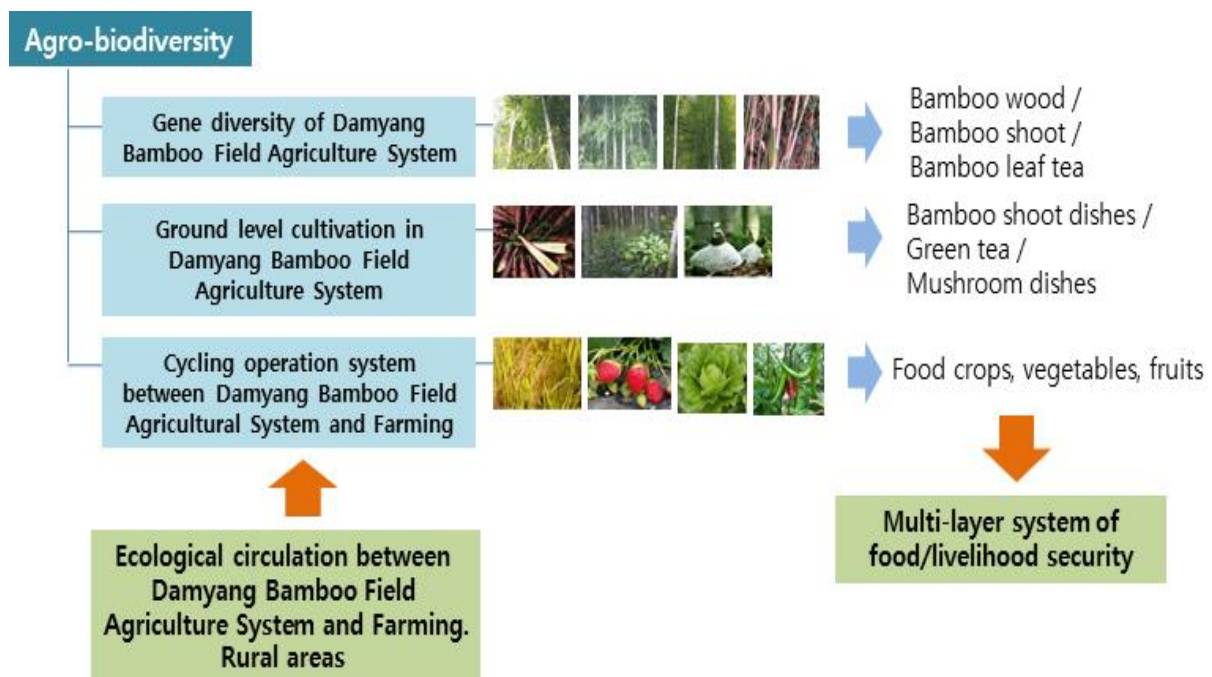 Agro-biodiversity
Gene diversity of Damyang
Bamboo Field Agriculture System
Bamboo wood /
Bamboo shoot /
Bamboo leaf tea
Ground level cultivation in
Damyang Bamboo Field
Agriculture System
Bamboo shoot dishes /
Green tea /
Mushroom dishes
Cycling operation system
between Damyang Bamboo Field
Agricultural System and Farming
Food crops, vegetables, fruits
Ecological circulation between
Damyang Bamboo Field
Agriculture System and Farming.
Rural areas
Multi-layer system of
food/livelihood security